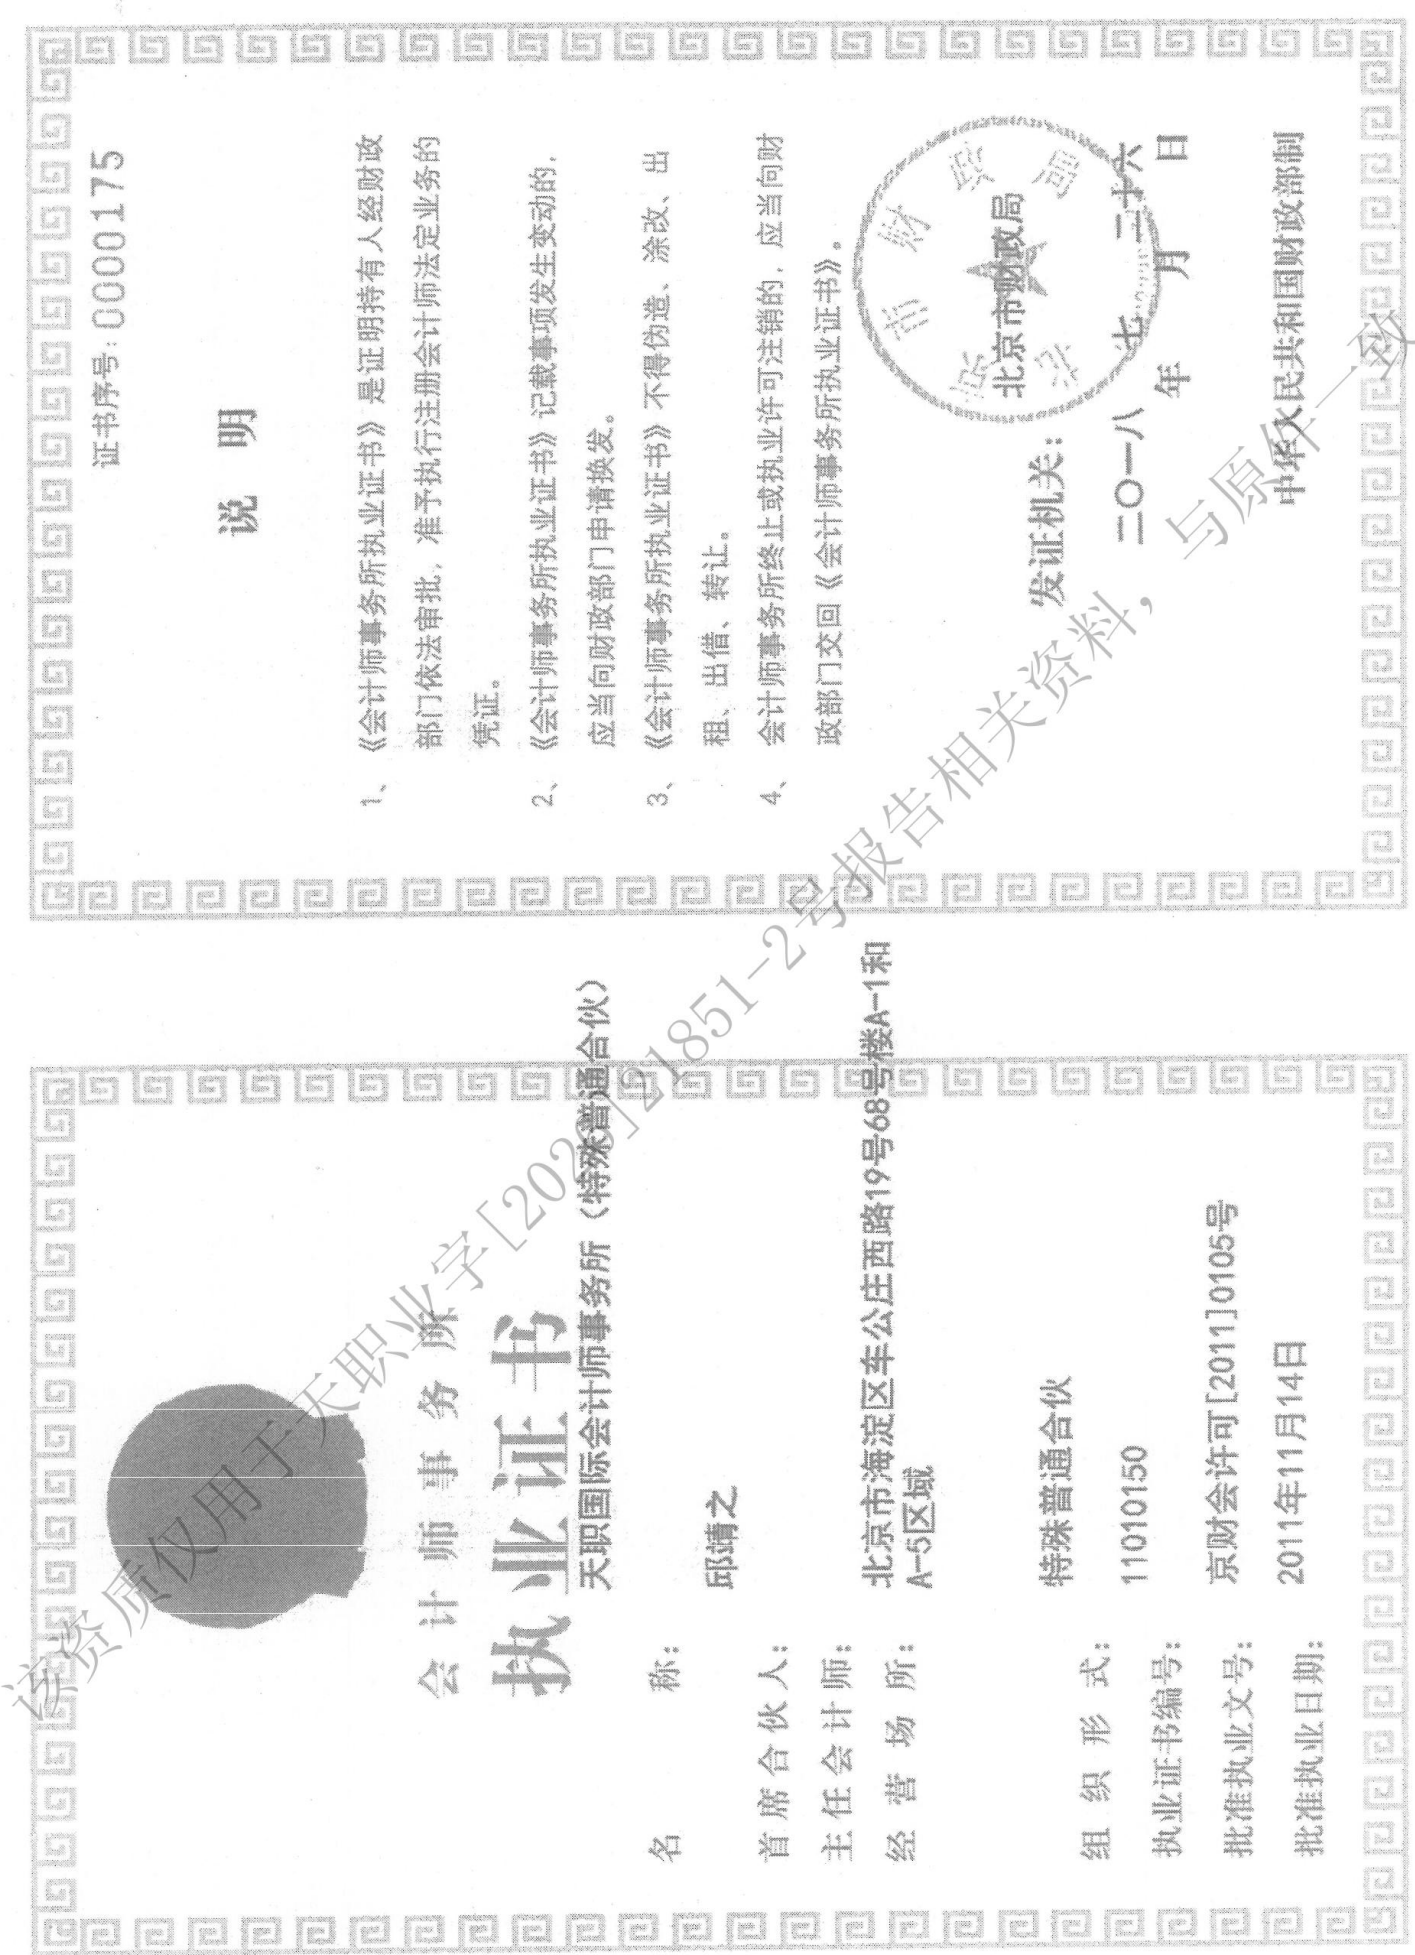 会计师事务所
执业证书
名 称：
天职国际会计师事务所（特殊普通合伙）
首席合伙人：
邱靖之
主任会计师：
经营场所：
北京市海淀区车公庄西路19号68号楼A-1和
A-5区域
组织形式：
特殊普通合伙
执业证书编号：
11010150
批准执业文号：
京财会许可[2011]0105号
批准执业日期：
2011年11月14日
证书序号：0000175
说 明
1、《会计师事务所执业证书》是证明持有人经财政
部门依法审批，准予执行注册会计师法定业务的
凭证。
2、《会计师事务所执业证书》记载事项发生变动的，
应当向财政部门申请换发。
3、《会计师事务所执业证书》不得伪造、涂改、出
租、出借、转让。
4、会计师事务所终止或执业许可注销的，应当向财
政部门交回《会计师事务所执业证书》。
发证机关：
北京市财政局
北京市财政局
二〇一八 七 二十六
年 月 日
中华人民共和国财政部制
该资质仅用于天职业字[202]21851-2号报告相关资料，与原件一致